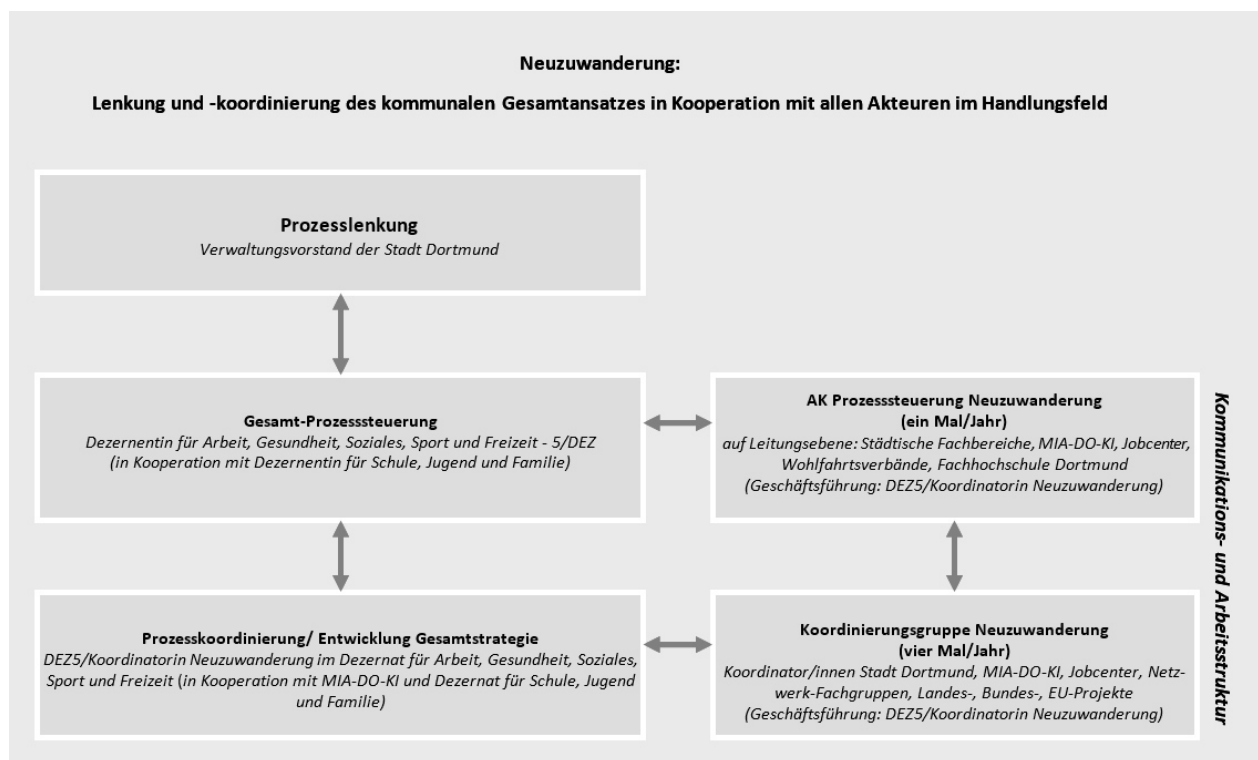 Neuzuwanderung:
Lenkung und -koordinierung des kommunalen Gesamtansatzes in Kooperation mit allen Akteuren im Handlungsfeld
Prozesslenkung
Verwaltungsvorstand der Stadt Dortmund
Gesamt-Prozesssteuerung
Dezernentin für Arbeit, Gesundheit, Soziales, Sport und Freizeit - 5/DEZ
(in Kooperation mit Dezernentin für Schule, Jugend und Familie)
AK Prozesssteuerung Neuzuwanderung
(ein Mal/Jahr)
auf Leitungsebene: Städtische Fachbereiche, MIA-DO-KI, Jobcenter,
Wohlfahrtsverbände, Fachhochschule Dortmund
(Geschäftsführung: DEZ5/Koordinatorin Neuzuwanderung)
Prozesskoordinierung/ Entwicklung Gesamtstrategie
DEZ5/Koordinatorin Neuzuwanderung im Dezernat für Arbeit, Gesundheit, Soziales,
Sport und Freizeit (in Kooperation mit MIA-DO-KI und Dezernat für Schule, Jugend
und Familie)
Koordinierungsgruppe Neuzuwanderung
(vier Mal/Jahr)
Koordinator/innen Stadt Dortmund, MIA-DO-KI, Jobcenter, Netz-
werk-Fachgruppen, Landes-, Bundes-, EU-Projekte
(Geschäftsführung: DEZ5/Koordinatorin Neuzuwanderung)
Kommunikations- und Arbeitsstruktur